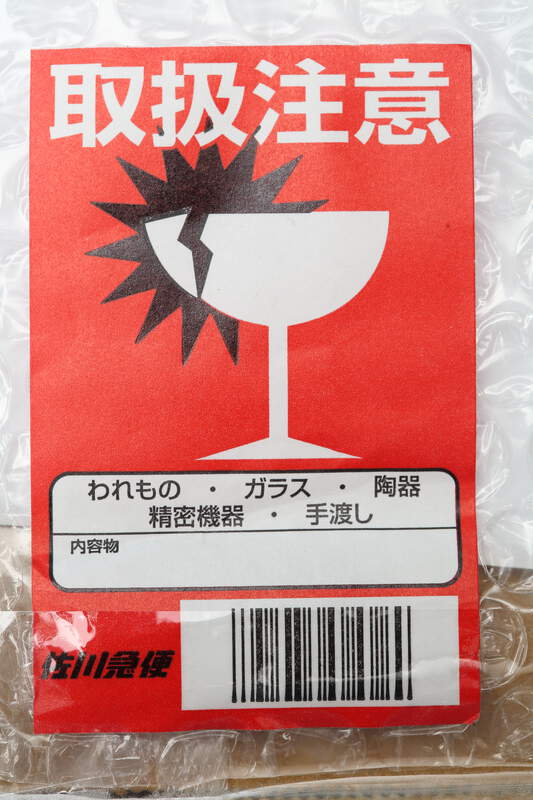 取扱注意
われもの ・ ガラス ・ 陶器
精密機器 ・ 手渡し
内容物
佐川急便